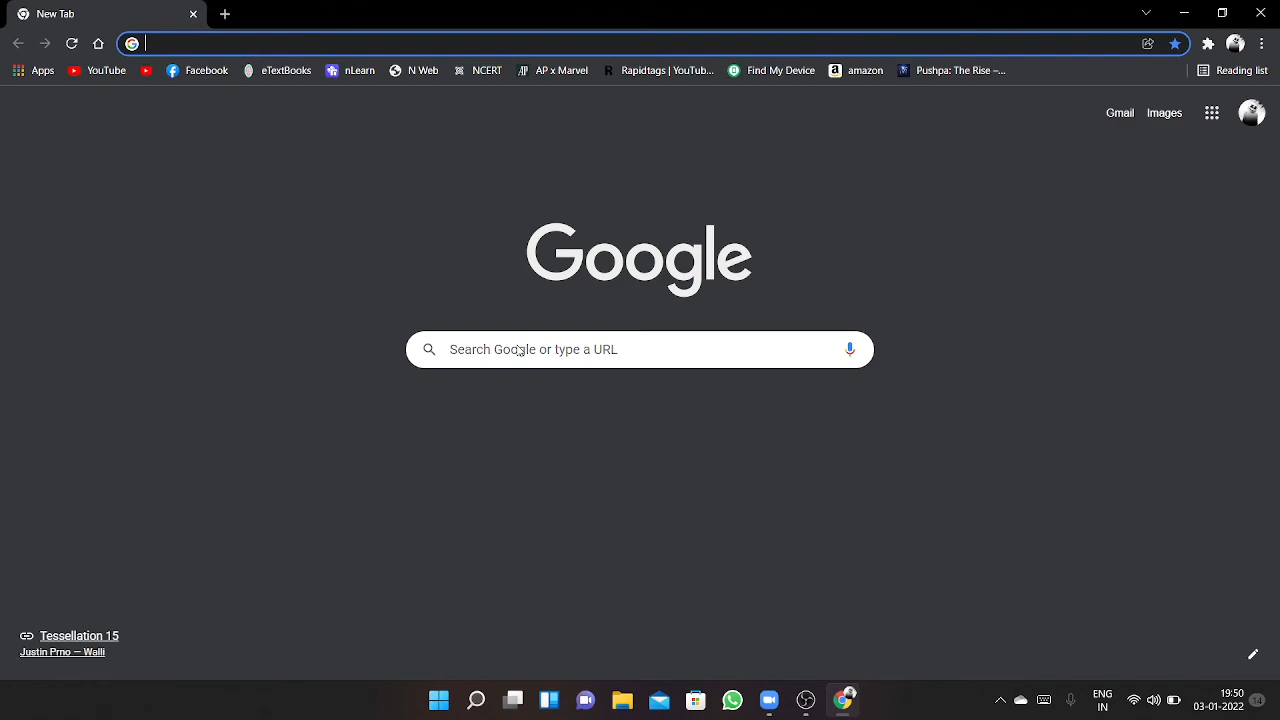 New Tab
Apps YouTube Facebook eTextBooks nLearn N Web NCERT AP x Marvel Rapidtags | YouTub... Find My Device amazon Pushpa: The Rise –... Reading list
Gmail Images
Google
Search Google or type a URL
Tessellation 15
Justin Prno — Walli
ENG
IN
19:50
03-01-2022
14